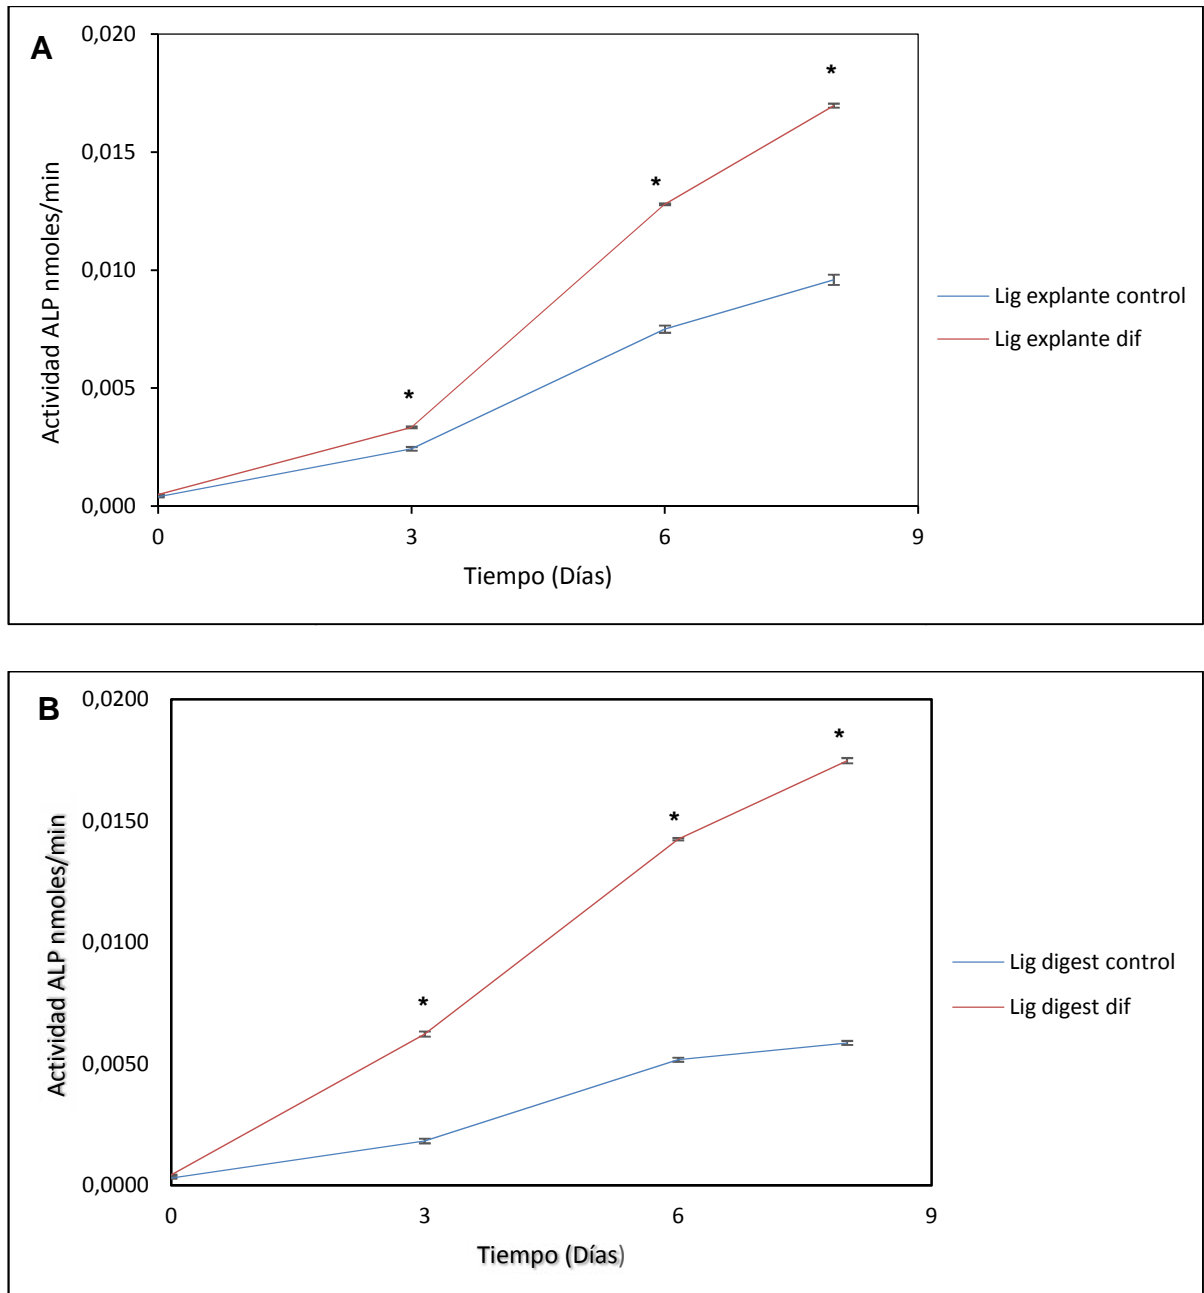 A
0,020
*
0,015
*
Actividad ALP nmoles/min
0,010
Lig explante control
Lig explante dif
0,005
*
0,000
0
3
6
9
Tiempo (Días)
B
0,0200
*
0,0150
*
Actividad ALP nmoles/min
0,0100
Lig digest control
Lig digest dif
*
0,0050
0,0000
0
3
6
9
Tiempo (Días)